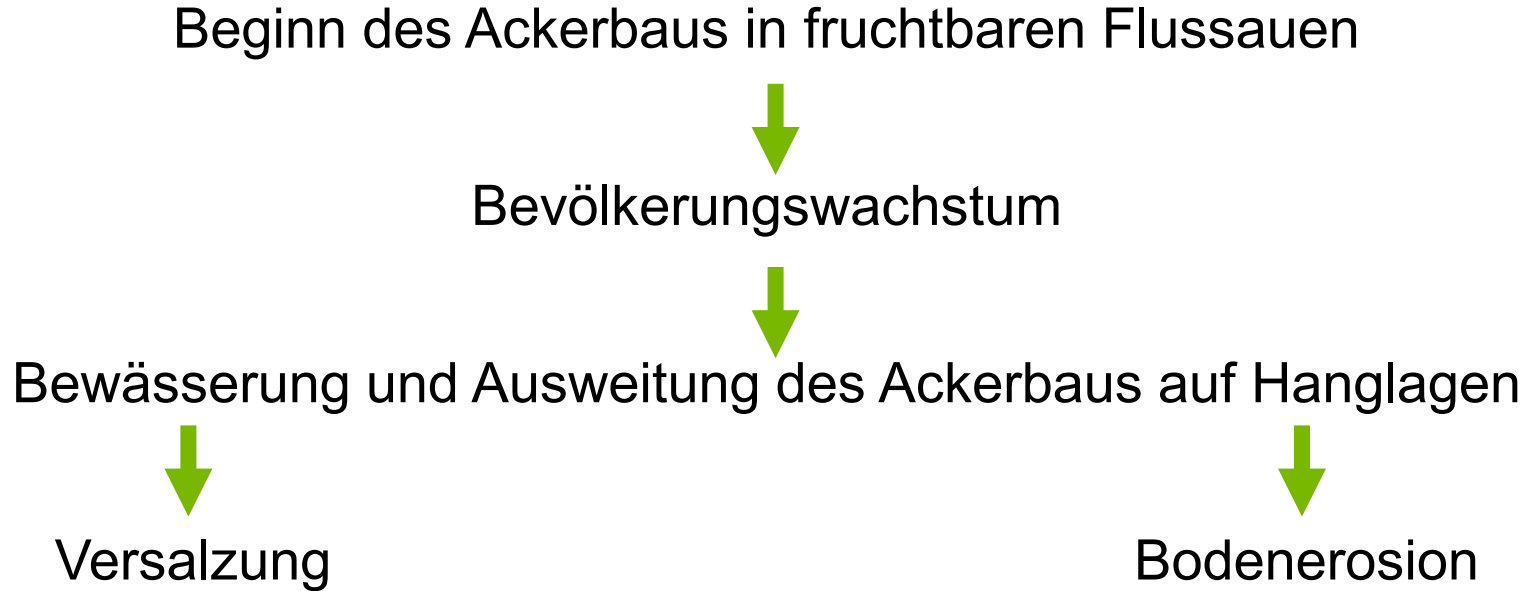 Beginn des Ackerbaus in fruchtbaren Flussauen
Bevölkerungswachstum
Bewässerung und Ausweitung des Ackerbaus auf Hanglagen
Versalzung
Bodenerosion